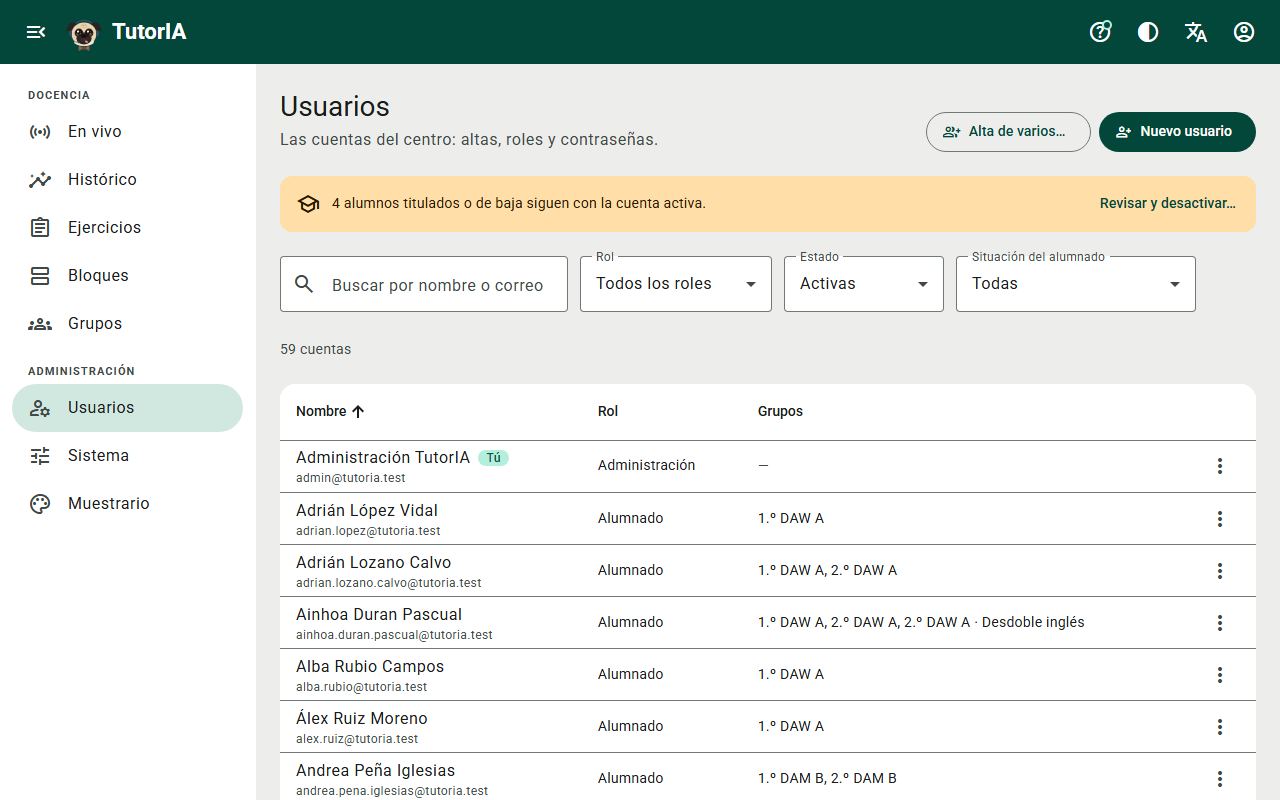 TutorIA
DOCENCIA
En vivo
Histórico
Ejercicios
Bloques
Grupos
ADMINISTRACIÓN
Usuarios
Sistema
Muestrario
Usuarios
Las cuentas del centro: altas, roles y contraseñas.
Alta de varios…
Nuevo usuario
4 alumnos titulados o de baja siguen con la cuenta activa.
Revisar y desactivar…
Buscar por nombre o correo
Rol
Todos los roles
Estado
Activas
Situación del alumnado
Todas
59 cuentas
Nombre Rol Grupos
Administración TutorIA Tú
admin@tutoria.test
Administración
—
Adrián López Vidal
adrian.lopez@tutoria.test
Alumnado
1.º DAW A
Adrián Lozano Calvo
adrian.lozano.calvo@tutoria.test
Alumnado
1.º DAW A, 2.º DAW A
Ainhoa Duran Pascual
ainhoa.duran.pascual@tutoria.test
Alumnado
1.º DAW A, 2.º DAW A, 2.º DAW A · Desdoble inglés
Alba Rubio Campos
alba.rubio@tutoria.test
Alumnado
1.º DAW A
Álex Ruiz Moreno
alex.ruiz@tutoria.test
Alumnado
1.º DAW A
Andrea Peña Iglesias
andrea.pena.iglesias@tutoria.test
Alumnado
1.º DAM B, 2.º DAM B